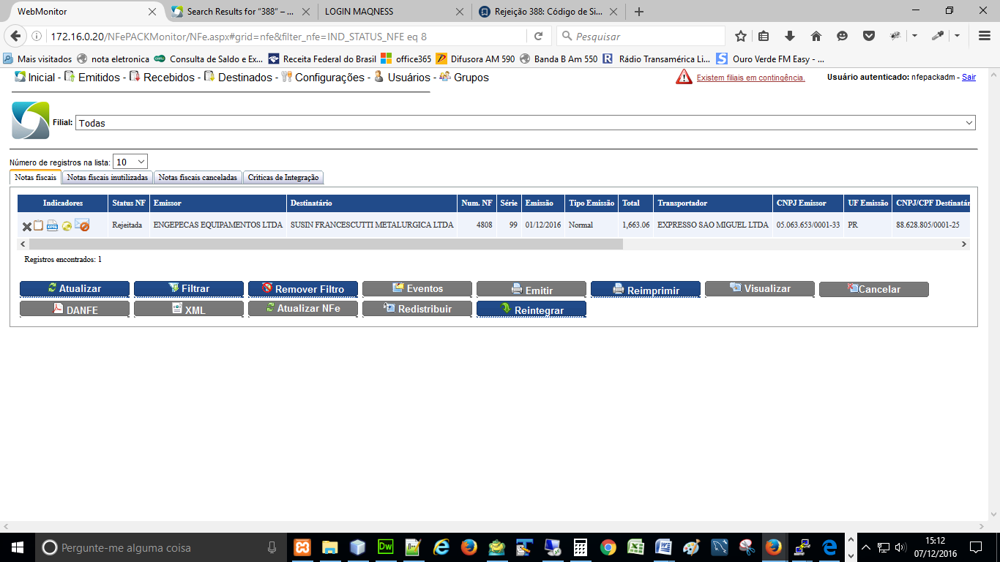 WebMonitor
Search Results for “388” – ...
LOGIN MAQNESS
Rejeição 388: Código de Si...
172.16.0.20/NFePACKMonitor/NFe.aspx#grid=nfe&filter_nfe=IND_STATUS_NFE eq 8
Pesquisar
Mais visitados nota eletronica Consulta de Saldo e Ex... Receita Federal do Brasil office365 Difusora AM 590 Banda B Am 550 Rádio Transamérica Li... Ouro Verde FM Easy - ...
Inicial - Emitidos - Recebidos - Destinados - Configurações - Usuários - Grupos
Existem filiais em contingência.
Usuário autenticado: nfepackadm - Sair
Filial: Todas
Número de registros na lista: 10
Notas fiscais Notas fiscais inutilizadas Notas fiscais canceladas Críticas de Integração
Indicadores Status NF Emissor Destinatário Num. NF Série Emissão Tipo Emissão Total Transportador CNPJ Emissor UF Emissão CNPJ/CPF Destinatár
Rejeitada ENGEPECAS EQUIPAMENTOS LTDA SUSIN FRANCESCUTTI METALURGICA LTDA 4808 99 01/12/2016 Normal 1,663.06 EXPRESSO SAO MIGUEL LTDA 05.063.653/0001-33 PR 88.628.805/0001-25
Registros encontrados: 1
Atualizar Filtrar Remover Filtro Eventos Emitir Reimprimir Visualizar Cancelar
DANFE XML Atualizar NFe Redistribuir Reintegrar
Pergunte-me alguma coisa
Dw
15:12
07/12/2016